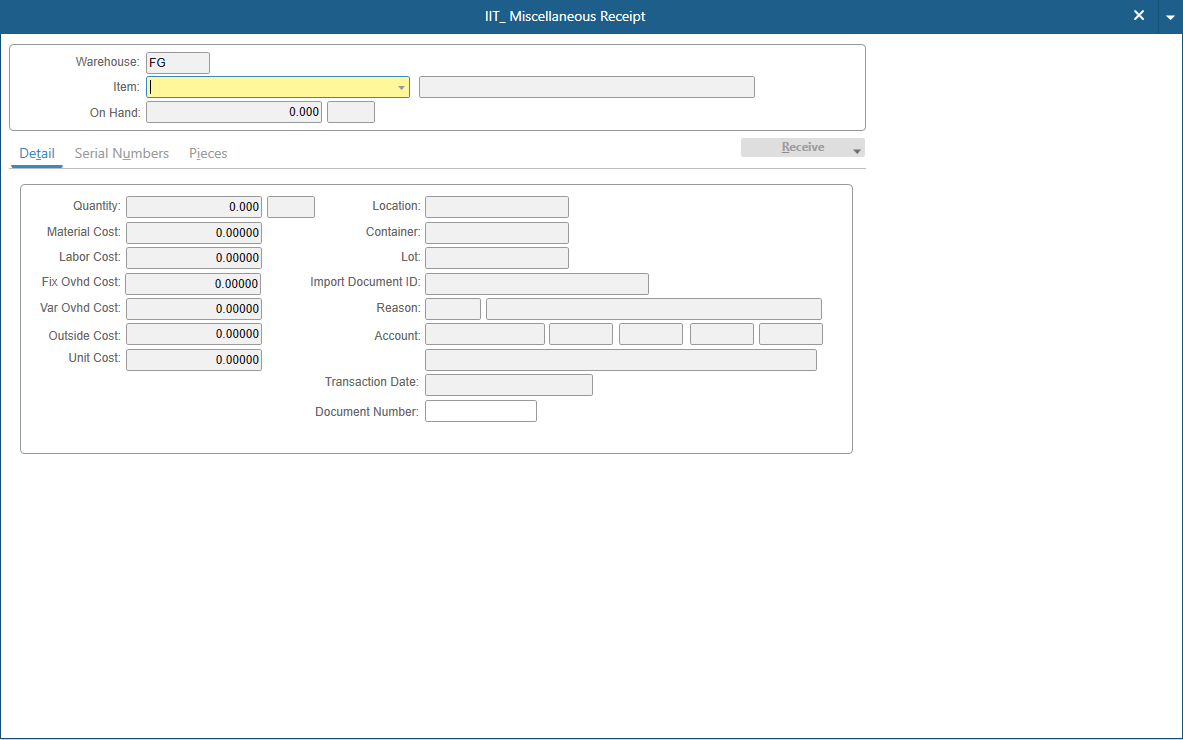 IIT_ Miscellaneous Receipt
Warehouse: FG
Item:
On Hand: 0.000
Detail Serial Numbers Pieces Receive
Quantity: 0.000 Location:
Material Cost: 0.00000 Container:
Labor Cost: 0.00000 Lot:
Fix Ovhd Cost: 0.00000 Import Document ID:
Var Ovhd Cost: 0.00000 Reason:
Outside Cost: 0.00000 Account:
Unit Cost: 0.00000
Transaction Date:
Document Number: